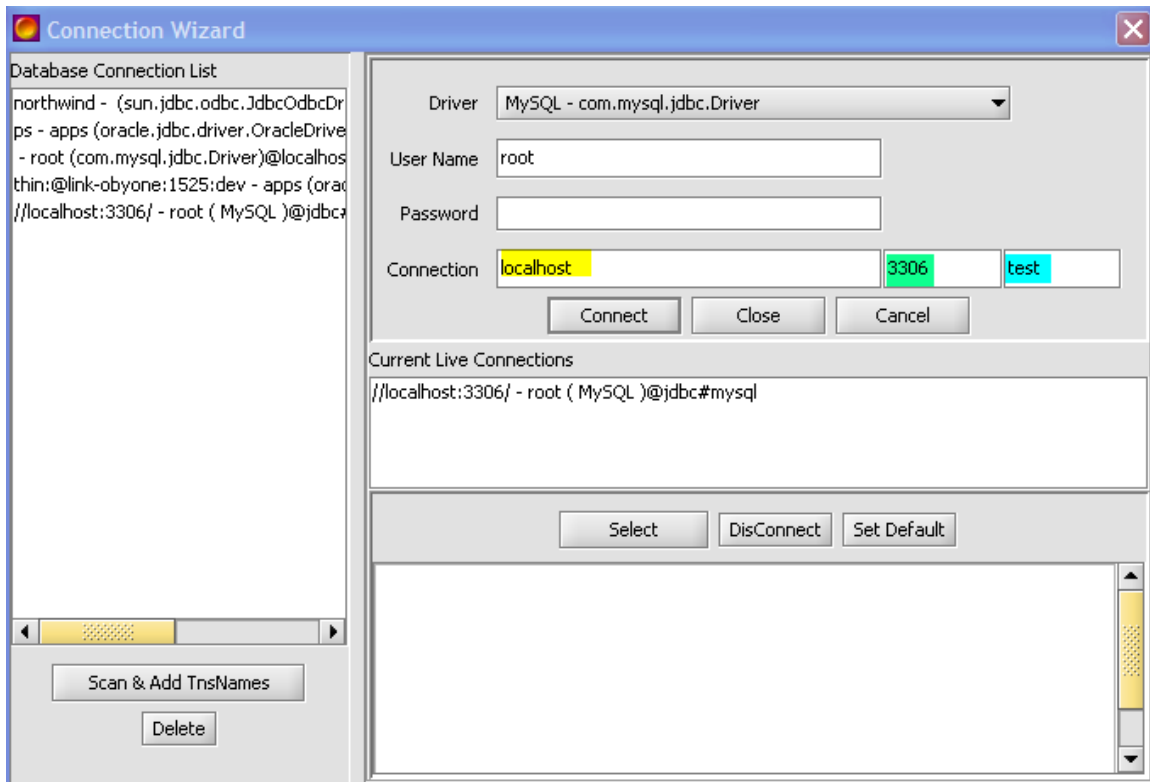 Connection Wizard
Database Connection List
northwind - (sun.jdbc.odbc.JdbcOdbcDr
ps - apps (oracle.jdbc.driver.OracleDrive
- root (com.mysql.jdbc.Driver)@localhos
thin:@link-obyone:1525:dev - apps (orac
//localhost:3306/ - root ( MySQL )@jdbc#
Scan & Add TnsNames
Delete
Driver MySQL - com.mysql.jdbc.Driver
User Name root
Password
Connection localhost 3306 test
Connect Close Cancel
Current Live Connections
//localhost:3306/ - root ( MySQL )@jdbc#mysql
Select DisConnect Set Default